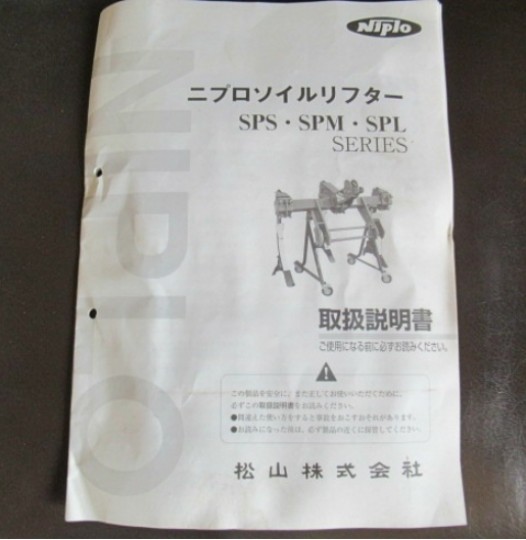 Niplo
ニプロソイルリフター
SPS・SPM・SPL
SERIES
NIPLO
取扱説明書
ご使用になる前に必ずお読みください。
この製品を安全に、また正しくお使いいただくために、
必ずこの取扱説明書をお読みください。
●間違えた使い方をすると事故をおこすおそれがあります。
●お読みになった後は、必ず製品の近くに保管してください。
松山株式会社